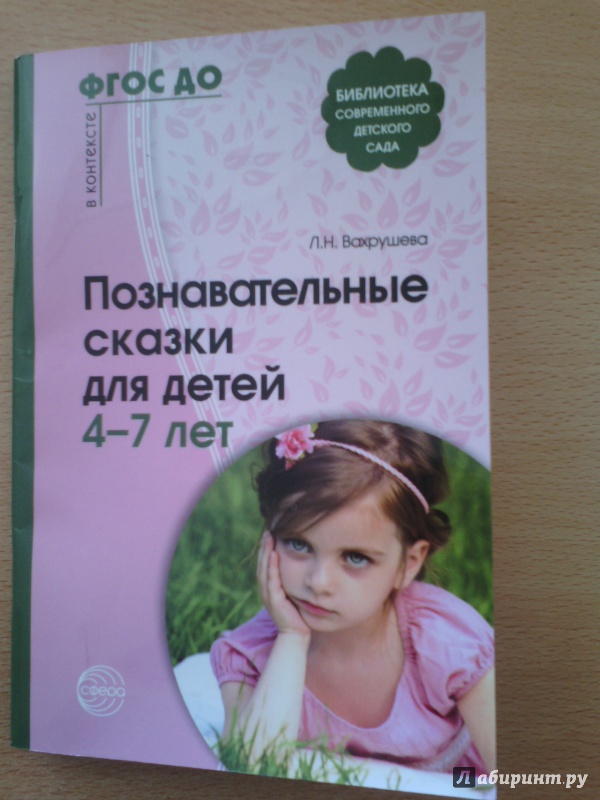 ФГОС ДО
в контексте
БИБЛИОТЕКА
СОВРЕМЕННОГО
ДЕТСКОГО
САДА
Л.Н. Вахрушева
Познавательные
сказки
для детей
4–7 лет
сфера
Лабиринт.ру